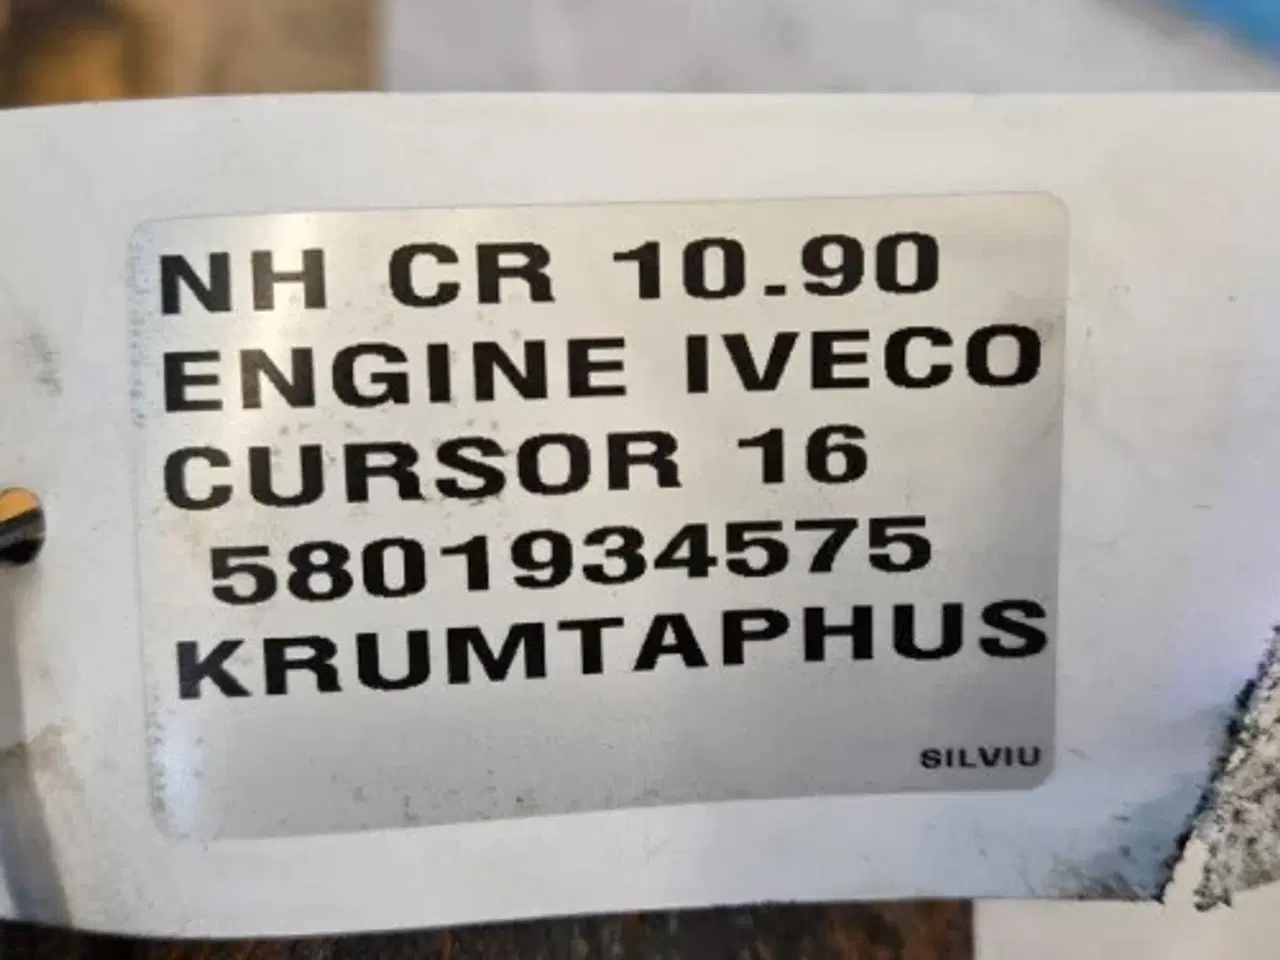 NH CR 10.90
ENGINE IVECO
CURSOR 16
5801934575
KRUMTAPHUS
SILVIU